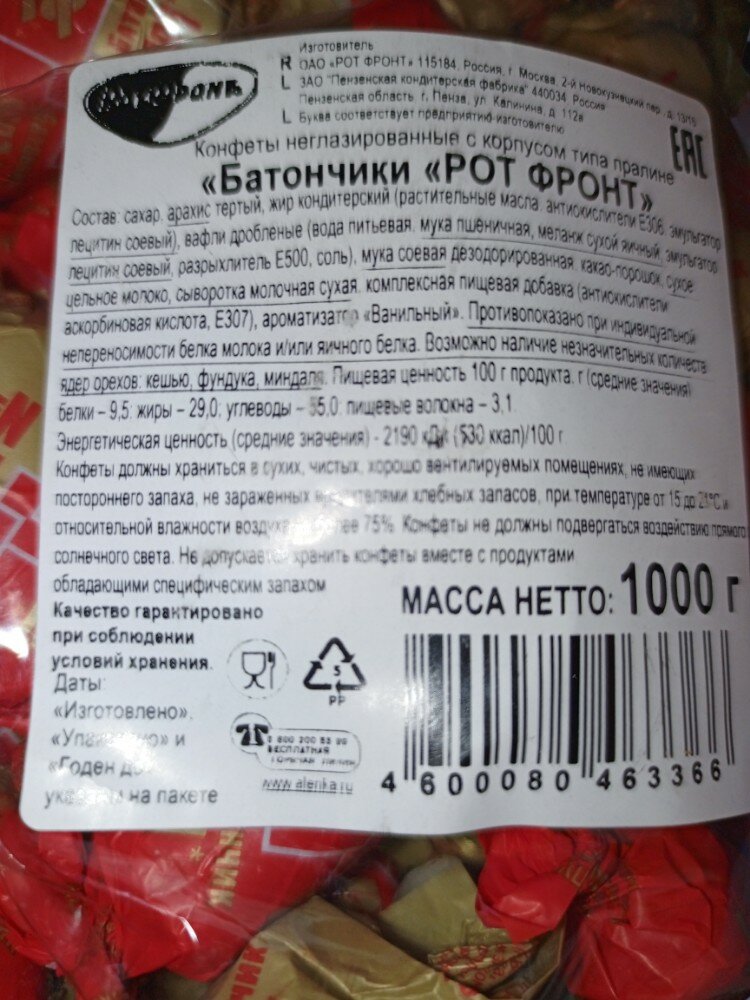 Изготовитель
R ОАО «РОТ ФРОНТ» 115184, Россия, г. Москва, 2-й Новокузнецкий пер., д. 13/15
L ЗАО "Пензенская кондитерская фабрика" 440034, Россия
Пензенская область, г. Пенза, ул. Калинина, д. 112а
L Буква соответствует предприятию-изготовителю
EAC
Конфеты неглазированные с корпусом типа пралине
«Батончики «РОТ ФРОНТ»
Состав: сахар, арахис тертый, жир кондитерский (растительные масла, антиокислители Е306, эмульгатор
лецитин соевый), вафли дробленые (вода питьевая, мука пшеничная, меланж сухой яичный, эмульгатор
лецитин соевый, разрыхлитель Е500, соль), мука соевая дезодорированная, какао-порошок, сухое
цельное молоко, сыворотка молочная сухая, комплексная пищевая добавка (антиокислители
аскорбиновая кислота, Е307), ароматизатор «Ванильный». Противопоказано при индивидуальной
непереносимости белка молока и/или яичного белка. Возможно наличие незначительных количеств
ядер орехов: кешью, фундука, миндаля. Пищевая ценность 100 г продукта, г (средние значения)
белки – 9,5; жиры – 29,0; углеводы – 55,0; пищевые волокна – 3,1.
Энергетическая ценность (средние значения) - 2190 кДж (530 ккал)/100 г
Конфеты должны храниться в сухих, чистых, хорошо вентилируемых помещениях, не имеющих
постороннего запаха, не зараженных вредителями хлебных запасов, при температуре от 15 до 21°С и
относительной влажности воздуха не более 75%. Конфеты не должны подвергаться воздействию прямого
солнечного света. Не допускается хранить конфеты вместе с продуктами
обладающими специфическим запахом
Качество гарантировано
при соблюдении
условий хранения.
Даты:
«Изготовлено»,
«Упаковано» и
«Годен до»
указаны на пакете
МАССА НЕТТО: 1000 г
5
PP
8 800 200 85 99
БЕСПЛАТНАЯ
ГОРЯЧАЯ ЛИНИЯ
www.alenka.ru
4 600080 463366